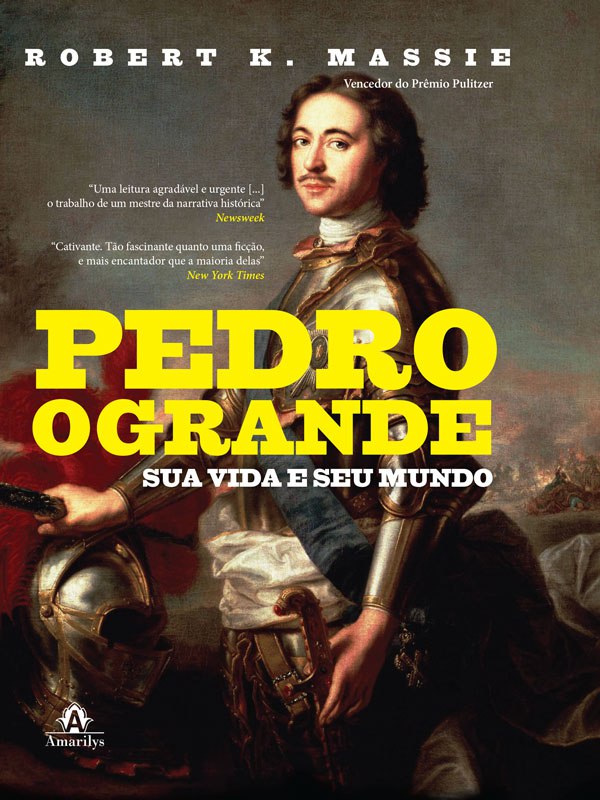 ROBERT K. MASSIE
Vencedor do Prêmio Pulitzer
“Uma leitura agradável e urgente [...]
o trabalho de um mestre da narrativa histórica”
Newsweek
“Cativante. Tão fascinante quanto uma ficção,
e mais encantador que a maioria delas”
New York Times
PEDRO
O GRANDE
SUA VIDA E SEU MUNDO
A
Amarilys